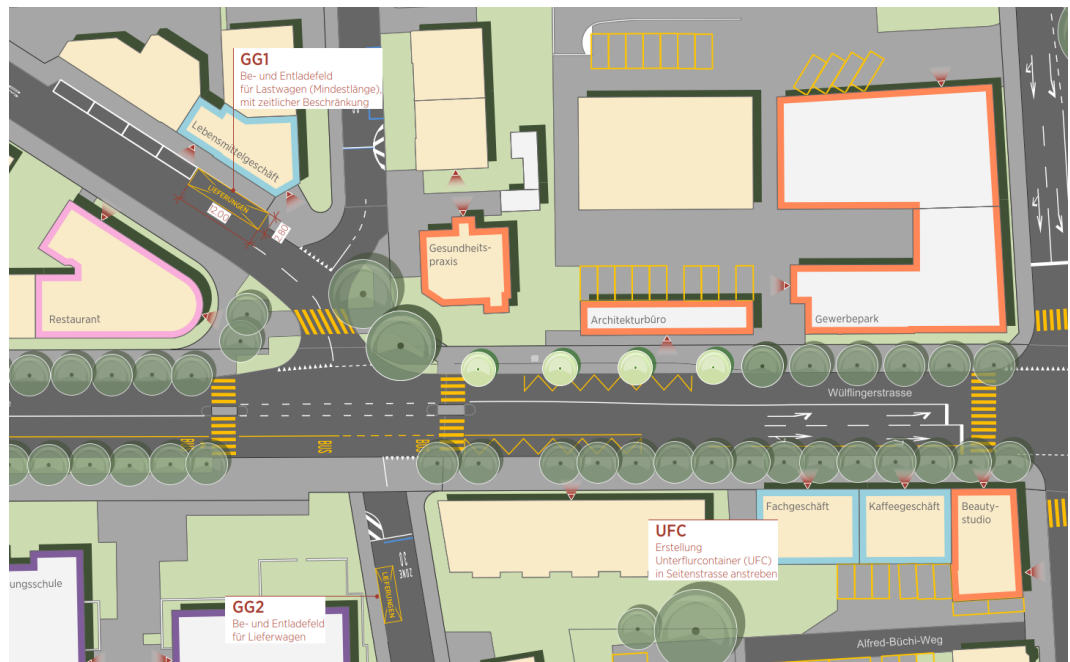 GG1
Be- und Entladefeld
für Lastwagen (Mindestlänge),
mit zeitlicher Beschränkung
Lebensmittelgeschäft
LIEFERUNGEN
12.00
2.80
Gesundheits-
praxis
Restaurant
Architekturbüro
Gewerbepark
Wülflingerstrasse
BUS
BUS
BUS
Fachgeschäft
Kaffeegeschäft
Beauty-
studio
UFC
Erstellung
Unterflurcontainer (UFC)
in Seitenstrasse anstreben
ZONE
30
LIEFERUNGEN
ungsschule
GG2
Be- und Entladefeld
für Lieferwagen
Alfred-Büchi-Weg